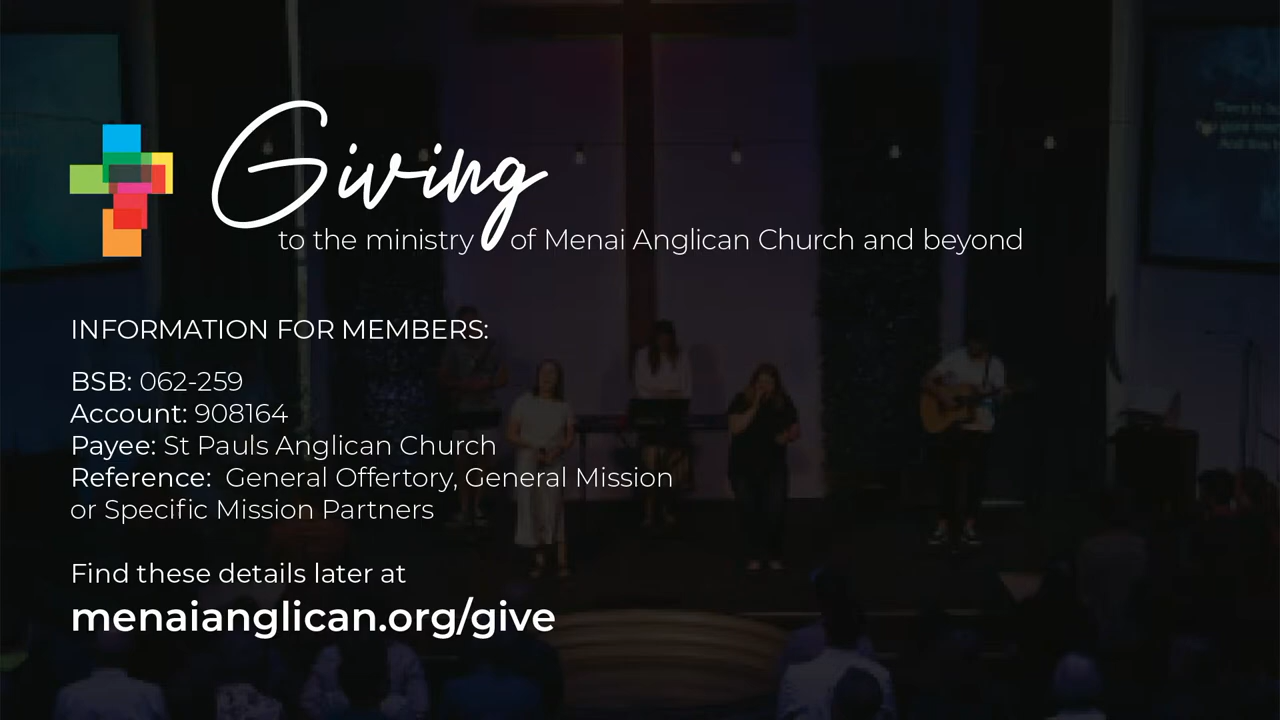 Giving
to the ministry of Menai Anglican Church and beyond
INFORMATION FOR MEMBERS:
BSB: 062-259
Account: 908164
Payee: St Pauls Anglican Church
Reference: General Offertory, General Mission
or Specific Mission Partners
Find these details later at
menaianglican.org/give